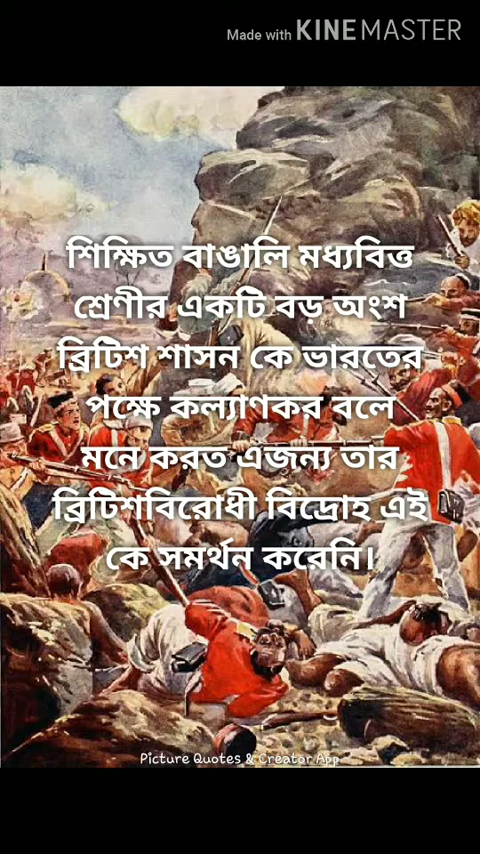 Made with KINEMASTER
শিক্ষিত বাঙালি মধ্যবিত্ত
শ্রেণীর একটি বড় অংশ
ব্রিটিশ শাসন কে ভারতের
পক্ষে কল্যাণকর বলে
মনে করত এজন্য তার
ব্রিটিশবিরোধী বিদ্রোহ এই
কে সমর্থন করেনি।
Picture Quotes & Creator App